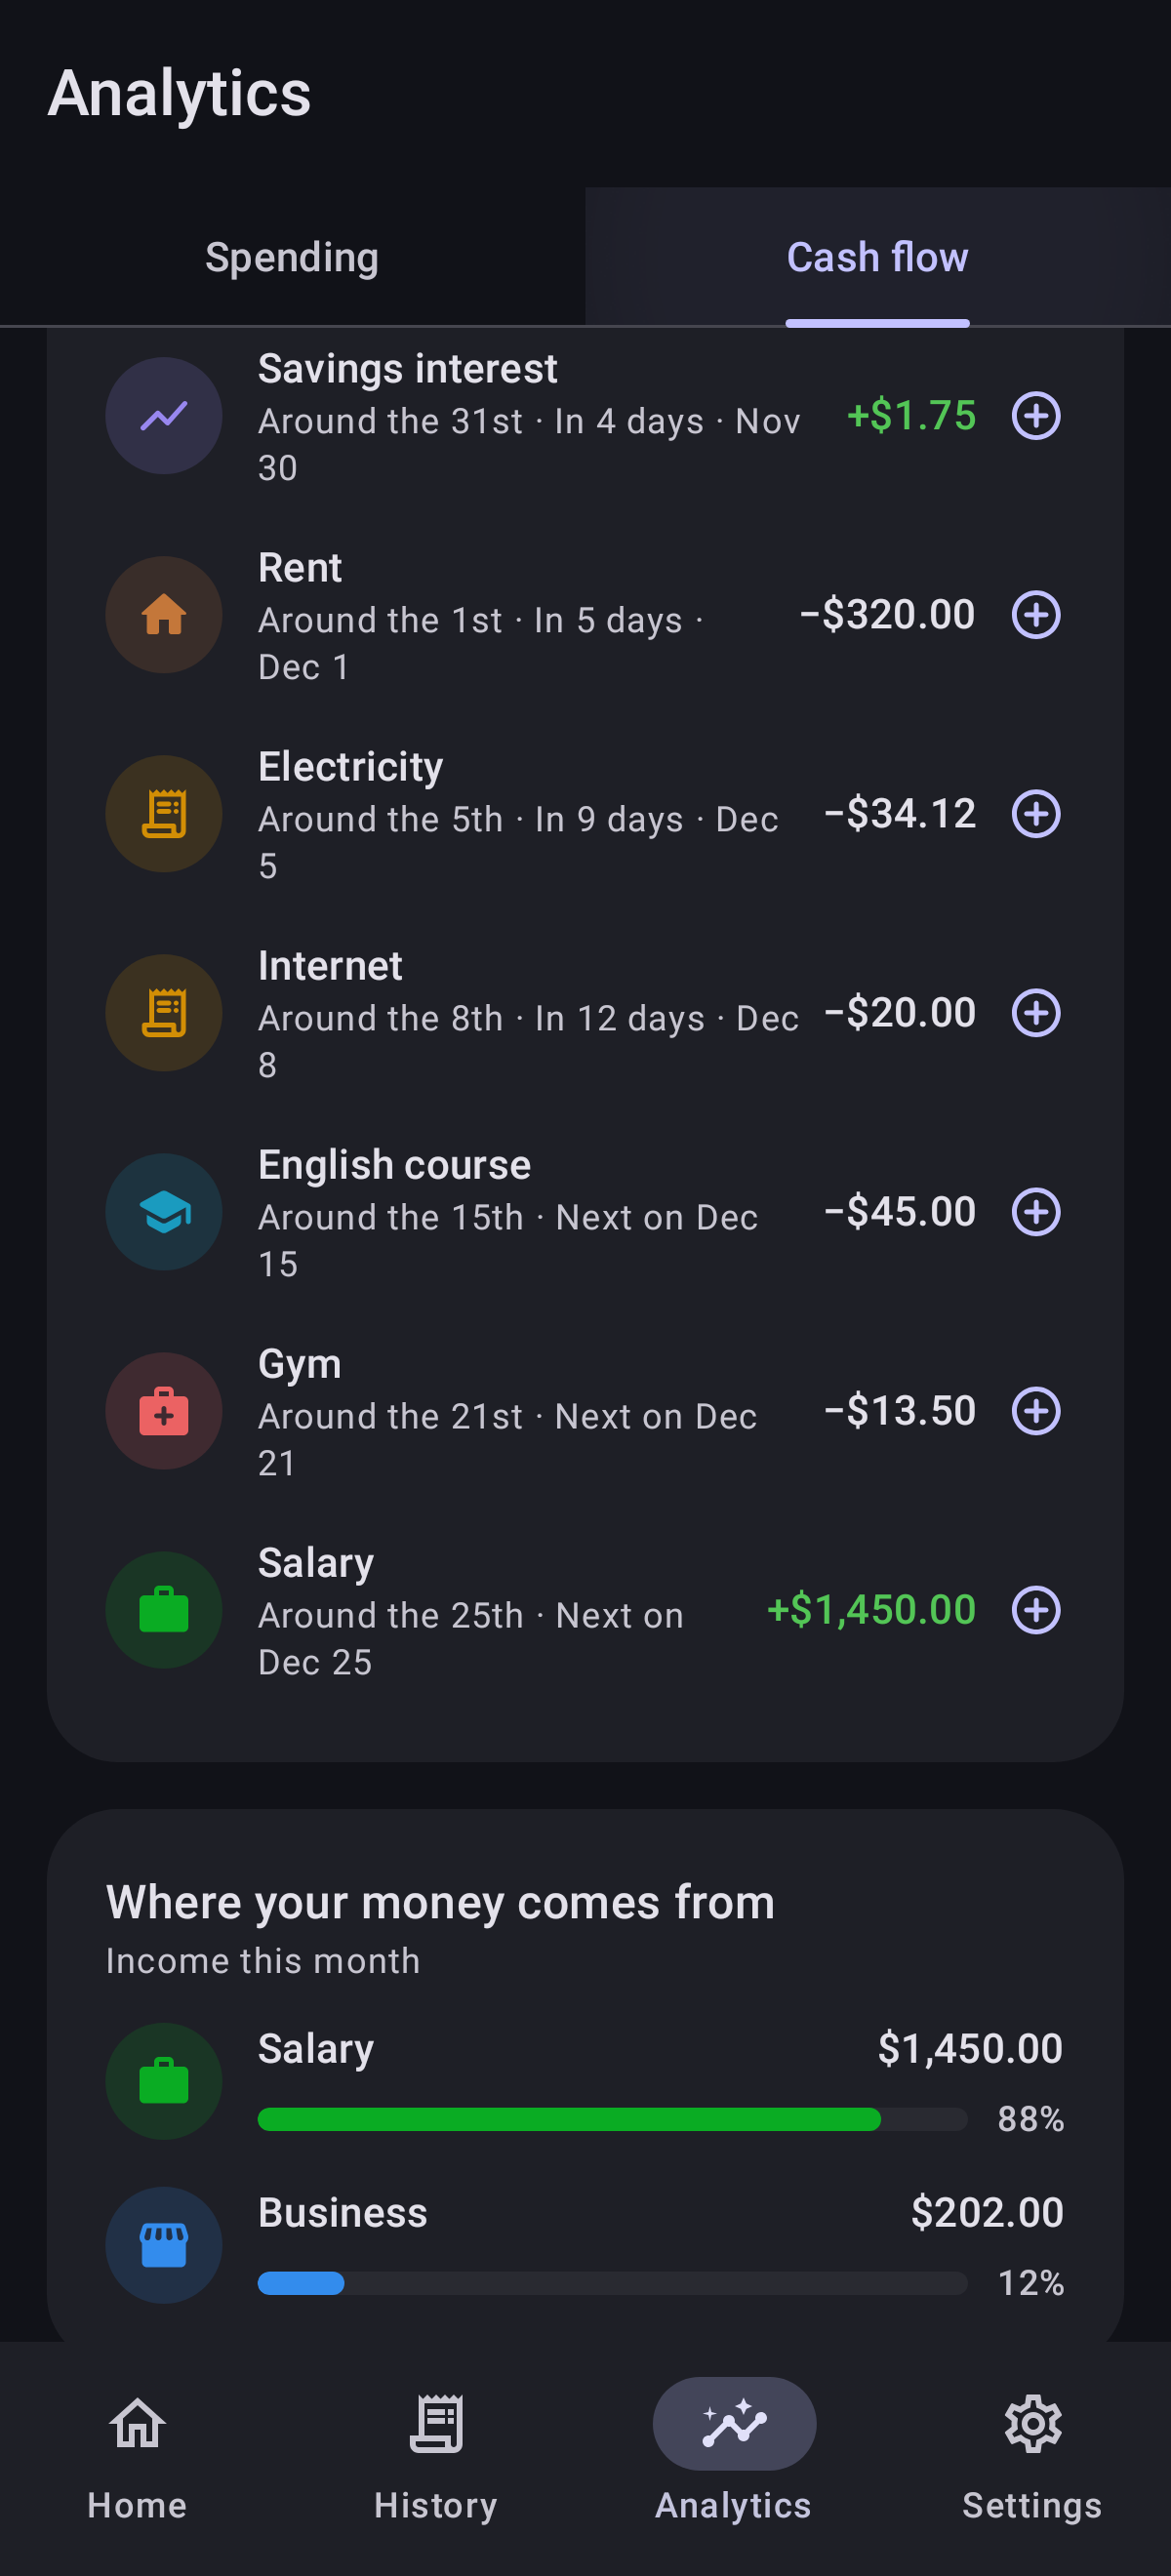 Analytics
Spending
Cash flow
Savings interest
Around the 31st · In 4 days · Nov
30
+$1.75
Rent
Around the 1st · In 5 days ·
Dec 1
−$320.00
Electricity
Around the 5th · In 9 days · Dec
5
−$34.12
Internet
Around the 8th · In 12 days · Dec
8
−$20.00
English course
Around the 15th · Next on Dec
15
−$45.00
Gym
Around the 21st · Next on Dec
21
−$13.50
Salary
Around the 25th · Next on
Dec 25
+$1,450.00
Where your money comes from
Income this month
Salary
$1,450.00
88%
Business
$202.00
12%
Home
History
Analytics
Settings